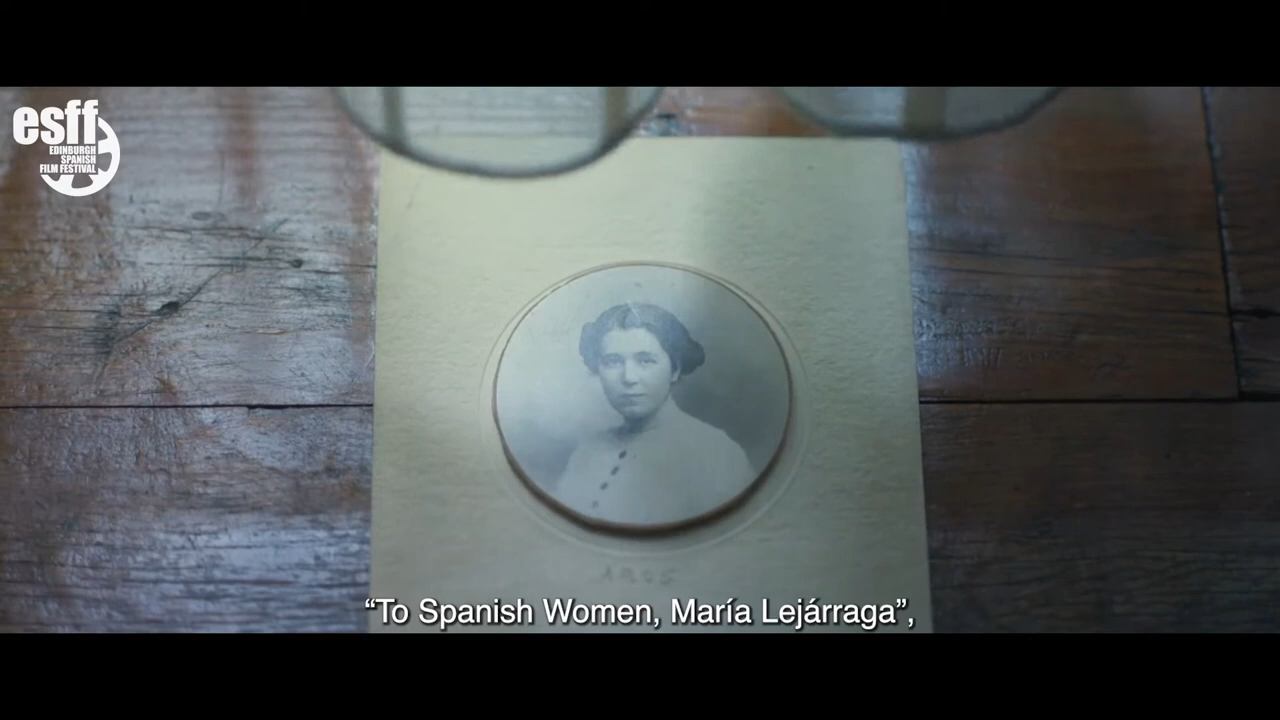 esff
EDINBURGH
SPANISH
FILM FESTIVAL
“To Spanish Women, María Lejárraga”,